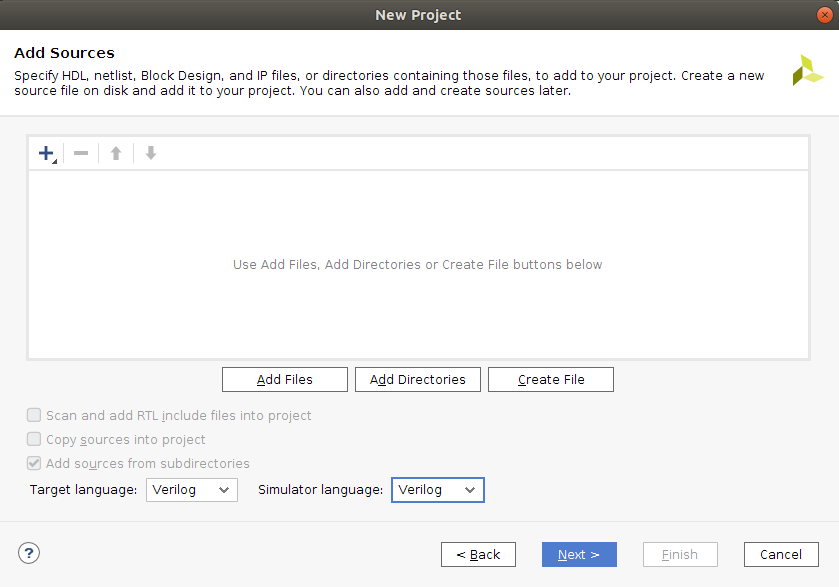 New Project
Add Sources
Specify HDL, netlist, Block Design, and IP files, or directories containing those files, to add to your project. Create a new
source file on disk and add it to your project. You can also add and create sources later.
Use Add Files, Add Directories or Create File buttons below
Add Files Add Directories Create File
Scan and add RTL include files into project
Copy sources into project
Add sources from subdirectories
Target language: Verilog Simulator language: Verilog
? < Back Next > Finish Cancel